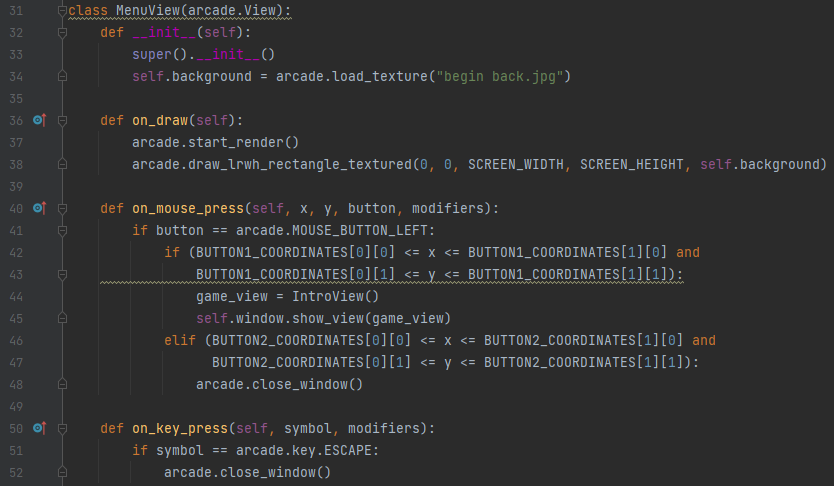 31 class MenuView(arcade.View):
32     def __init__(self):
33         super().__init__()
34         self.background = arcade.load_texture("begin back.jpg")
35
36     def on_draw(self):
37         arcade.start_render()
38         arcade.draw_lrwh_rectangle_textured(0, 0, SCREEN_WIDTH, SCREEN_HEIGHT, self.background)
39
40     def on_mouse_press(self, x, y, button, modifiers):
41         if button == arcade.MOUSE_BUTTON_LEFT:
42             if (BUTTON1_COORDINATES[0][0] <= x <= BUTTON1_COORDINATES[1][0] and
43                 BUTTON1_COORDINATES[0][1] <= y <= BUTTON1_COORDINATES[1][1]):
44                 game_view = IntroView()
45                 self.window.show_view(game_view)
46             elif (BUTTON2_COORDINATES[0][0] <= x <= BUTTON2_COORDINATES[1][0] and
47                   BUTTON2_COORDINATES[0][1] <= y <= BUTTON2_COORDINATES[1][1]):
48                 arcade.close_window()
49
50     def on_key_press(self, symbol, modifiers):
51         if symbol == arcade.key.ESCAPE:
52             arcade.close_window()